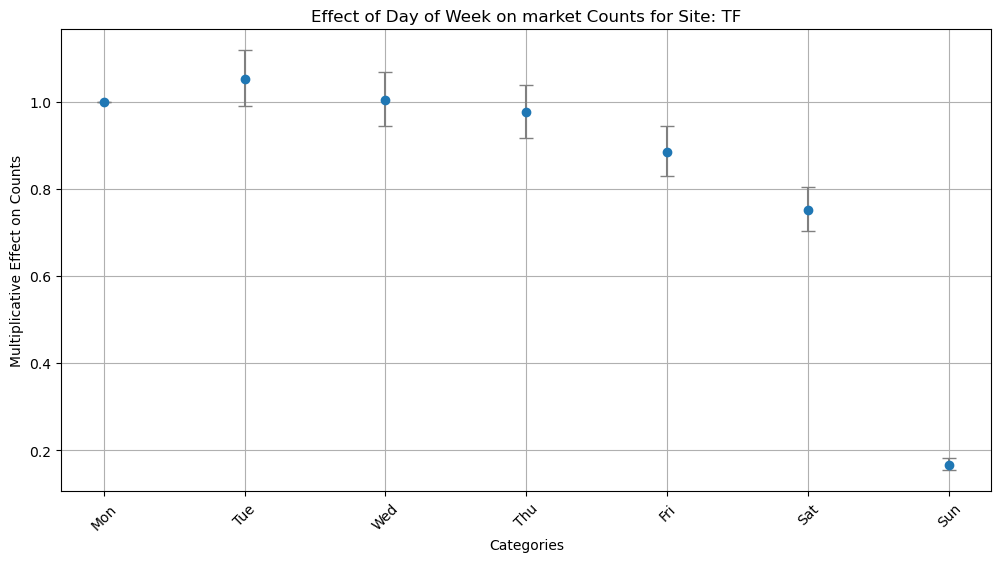 Effect of Day of Week on market Counts for Site: TF
Multiplicative Effect on Counts
1.0
0.8
0.6
0.4
0.2
Mon
Tue
Wed
Thu
Fri
Sat
Sun
Categories